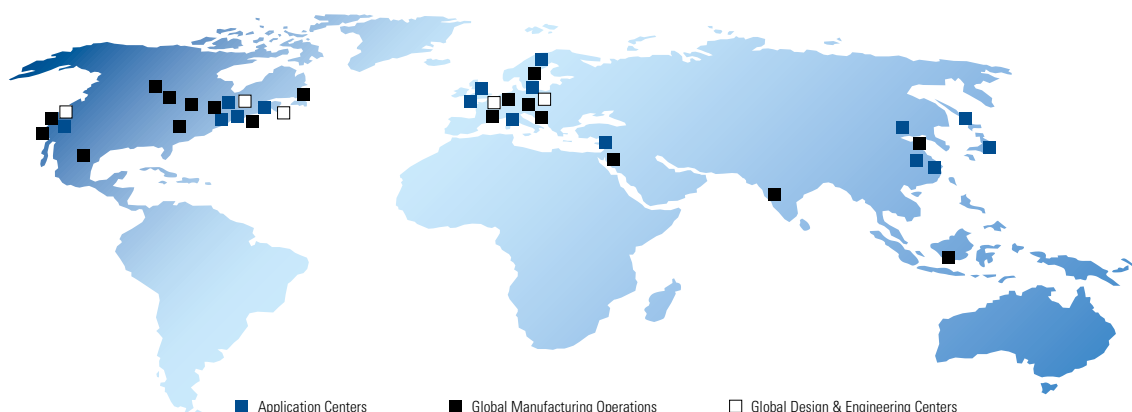 Application Centers
Global Manufacturing Operations
Global Design & Engineering Centers